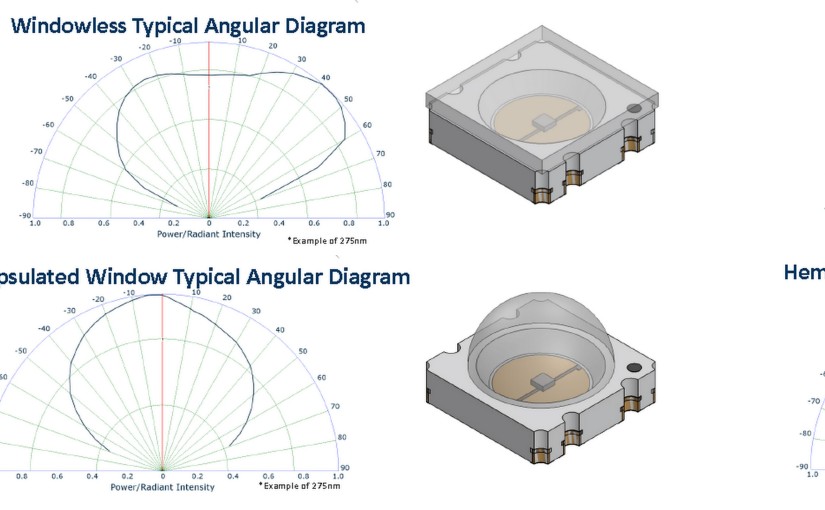 Windowless Typical Angular Diagram
-10 10
-20 20
-30 30
-40 40
-50 50
-60 60
-70 70
-80 80
-90 90
1.0 0.8 0.6 0.4 0.2 0 0.2 0.4 0.6 0.8 1.0
Power/Radiant Intensity
*Example of 275nm
psulated Window Typical Angular Diagram
Hem
-10 10
-20 20
-30 30
-40 40
-50 50
60 60
70
80
90
0.8 0.6 0.4 0.2 0 0.2 0.4 0.6 0.8 1.0
Power/Radiant Intensity
*Example of 275nm
-70
-80
-90
1.0